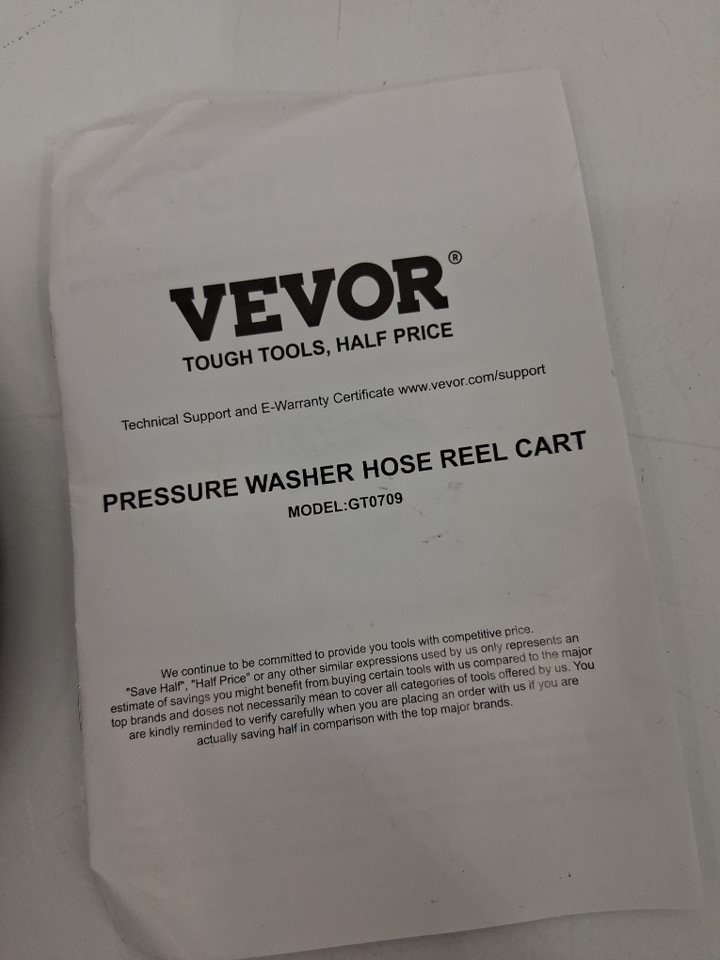 VEVOR®
TOUGH TOOLS, HALF PRICE
Technical Support and E-Warranty Certificate www.vevor.com/support
PRESSURE WASHER HOSE REEL CART
MODEL:GT0709
We continue to be committed to provide you tools with competitive price.
"Save Half", "Half Price" or any other similar expressions used by us only represents an
estimate of savings you might benefit from buying certain tools with us compared to the major
top brands and doses not necessarily mean to cover all categories of tools offered by us. You
are kindly reminded to verify carefully when you are placing an order with us if you are
actually saving half in comparison with the top major brands.